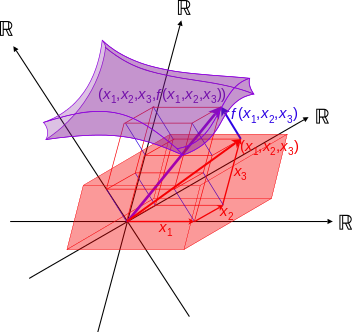 ℝ
ℝ
(x₁,x₂,x₃,f(x₁,x₂,x₃))
f(x₁,x₂,x₃)
ℝ
(x₁,x₂,x₃)
x₃
x₂
x₁
ℝ